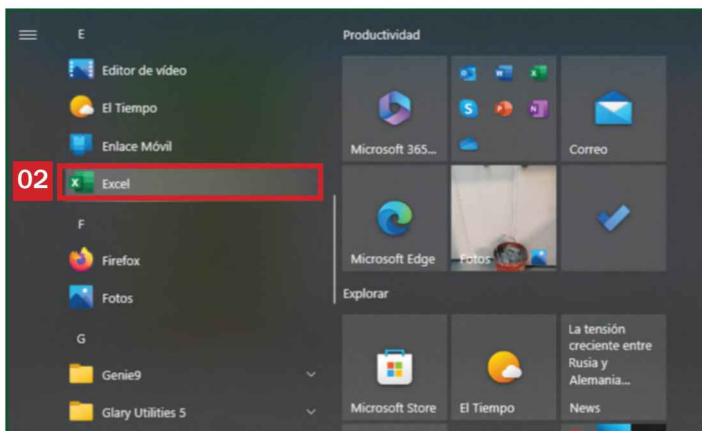 E
Editor de vídeo
El Tiempo
Enlace Móvil
02
Excel
F
Firefox
Fotos
G
Genie9
Glary Utilities 5
Productividad
Microsoft 365...
Correo
Microsoft Edge
Fotos
Explorar
Microsoft Store
El Tiempo
La tensión
creciente entre
Rusia y
Alemania...
News